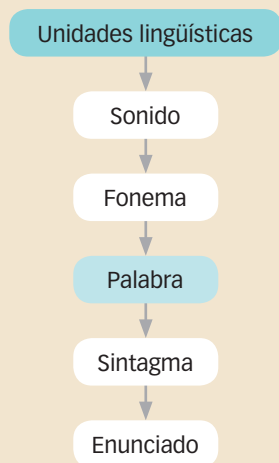 Unidades lingüísticas
Sonido
Fonema
Palabra
Sintagma
Enunciado